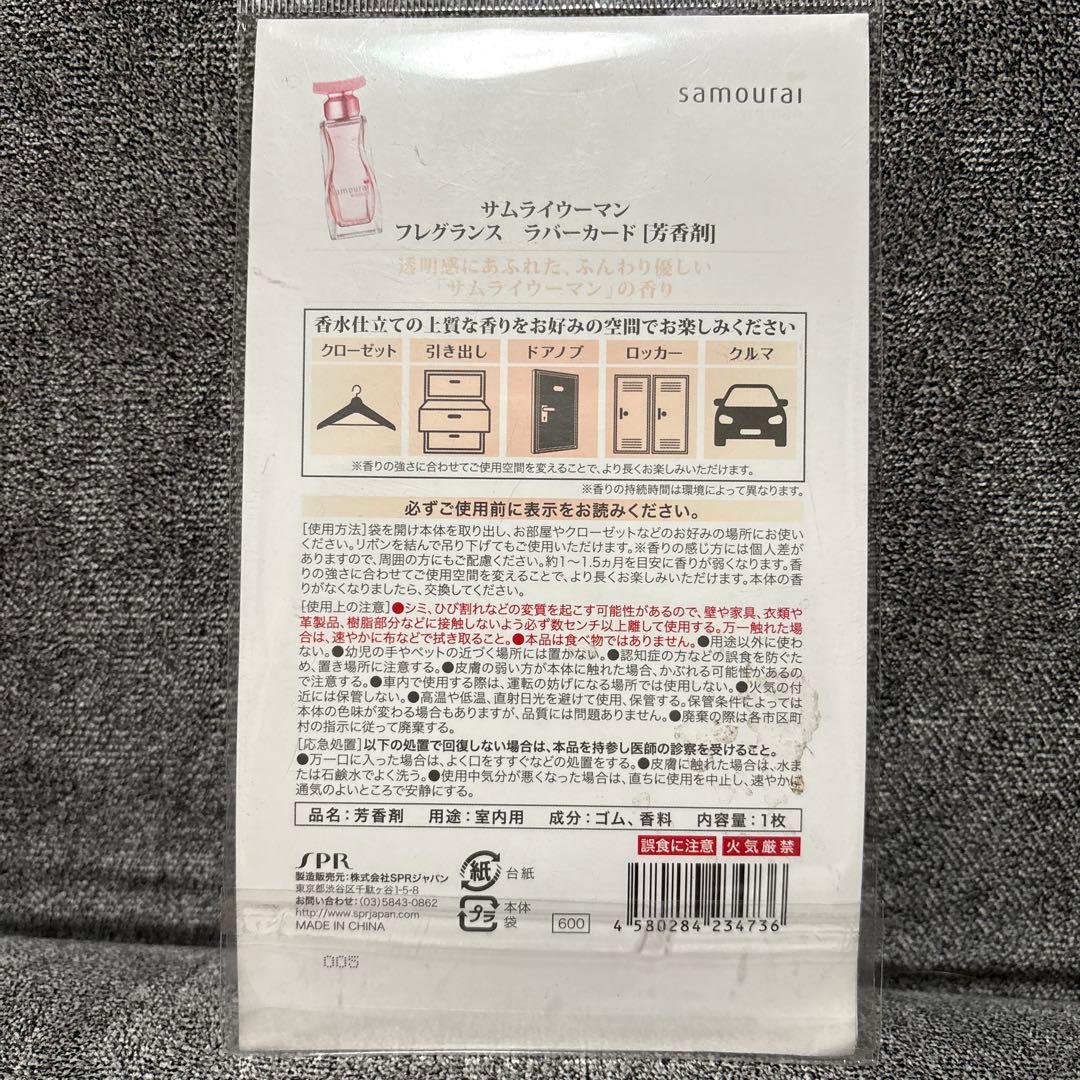 samourai
samourai
サムライウーマン
フレグランス ラバーカード [芳香剤]
透明感にあふれた、ふんわり優しい
「サムライウーマン」の香り
香水仕立ての上質な香りをお好みの空間でお楽しみください
クローゼット 引き出し ドアノブ ロッカー クルマ
※香りの強さに合わせてご使用空間を変えることで、より長くお楽しみいただけます。
※香りの持続時間は環境によって異なります。
必ずご使用前に表示をお読みください。
[使用方法]袋を開け本体を取り出し、お部屋やクローゼットなどのお好みの場所にお使い
ください。リボンを結んで吊り下げてもご使用いただけます。※香りの感じ方には個人差が
ありますので、周囲の方にもご配慮ください。約1〜1.5ヵ月を目安に香りが弱くなります。香
りの強さに合わせてご使用空間を変えることで、より長くお楽しみいただけます。本体の香
りがなくなりましたら、交換してください。
[使用上の注意]●シミ、ひび割れなどの変質を起こす可能性があるので、壁や家具、衣類や
革製品、樹脂部分などに接触しないよう必ず数センチ以上離して使用する。万一触れた場
合は、速やかに布などで拭き取ること。●本品は食べ物ではありません。●用途以外に使わ
ない。●幼児の手やペットの近づく場所には置かない。●認知症の方などの誤食を防ぐた
め、置き場所に注意する。●皮膚の弱い方が本体に触れた場合、かぶれる可能性があるの
で注意する。●車内で使用する際は、運転の妨げになる場所では使用しない。●火気の付
近には保管しない。●高温や低温、直射日光を避けて使用、保管する。保管条件によっては
本体の色味が変わる場合もありますが、品質には問題ありません。●廃棄の際は各市区町
村の指示に従って廃棄する。
[応急処置]以下の処置で回復しない場合は、本品を持参し医師の診察を受けること。
●万一口に入った場合は、よく口をすすぐなどの処置をする。●皮膚に触れた場合は、水ま
たは石鹸水でよく洗う。●使用中気分が悪くなった場合は、直ちに使用を中止し、速やかに
通気のよいところで安静にする。
品名:芳香剤 用途:室内用 成分:ゴム、香料 内容量:1枚
誤食に注意 火気厳禁
SPR
製造販売元:株式会社SPRジャパン
東京都渋谷区千駄ヶ谷1-5-8
お問い合わせ:(03)5843-0862
http://www.sprjapan.com
MADE IN CHINA
紙 台紙
プラ 本体
袋
600
4 580284 234736
005